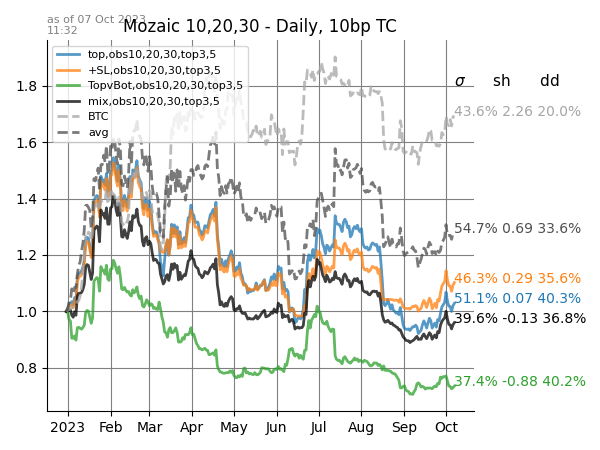 as of 07 Oct 2023
11:32
Mozaic 10,20,30 - Daily, 10bp TC
top,obs10,20,30,top3,5
+SL,obs10,20,30,top3,5
TopvBot,obs10,20,30,top3,5
mix,obs10,20,30,top3,5
BTC
avg
σ sh dd
43.6% 2.26 20.0%
54.7% 0.69 33.6%
46.3% 0.29 35.6%
51.1% 0.07 40.3%
39.6% -0.13 36.8%
37.4% -0.88 40.2%
1.8
1.6
1.4
1.2
1.0
0.8
2023 Feb Mar Apr May Jun Jul Aug Sep Oct